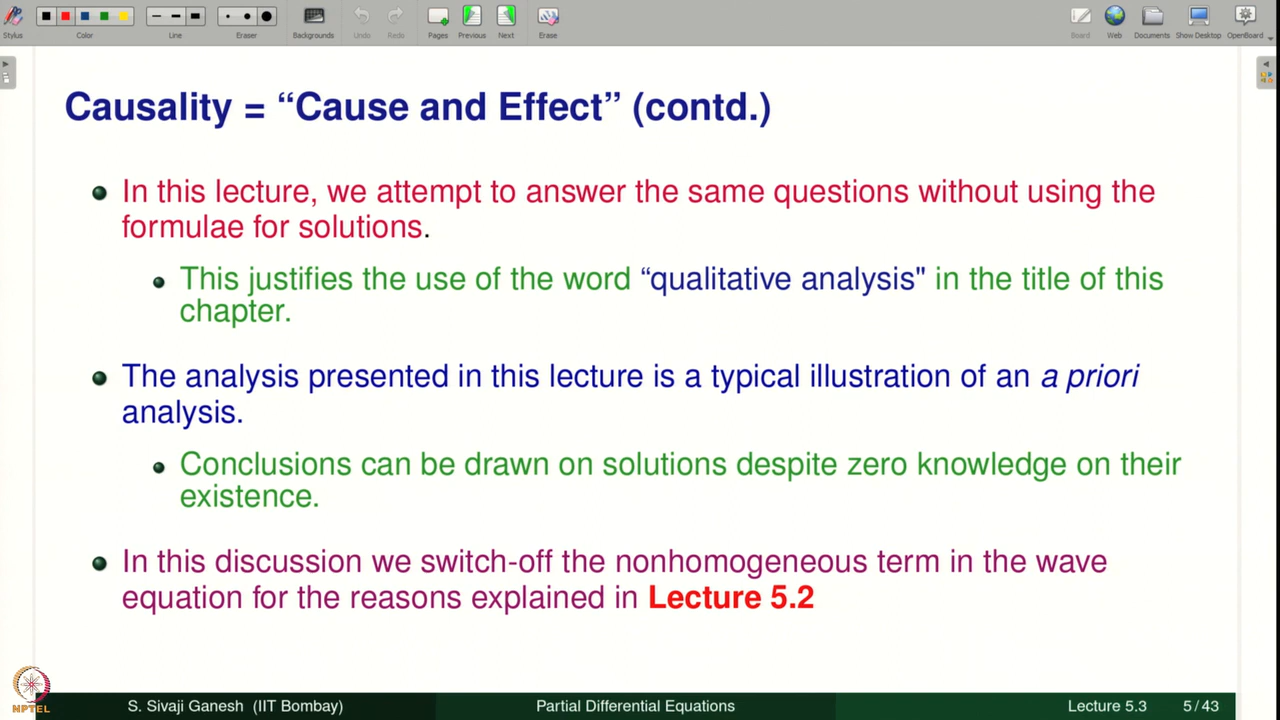 Stylus
Color
Line
Eraser
Backgrounds
Undo
Redo
Pages
Previous
Next
Erase
Board
Web
Documents
Show Desktop
OpenBoard
Causality = “Cause and Effect” (contd.)
In this lecture, we attempt to answer the same questions without using the
formulae for solutions.
This justifies the use of the word “qualitative analysis" in the title of this
chapter.
The analysis presented in this lecture is a typical illustration of an a priori
analysis.
Conclusions can be drawn on solutions despite zero knowledge on their
existence.
In this discussion we switch-off the nonhomogeneous term in the wave
equation for the reasons explained in Lecture 5.2
NPTEL
S. Sivaji Ganesh (IIT Bombay)
Partial Differential Equations
Lecture 5.3
5 / 43